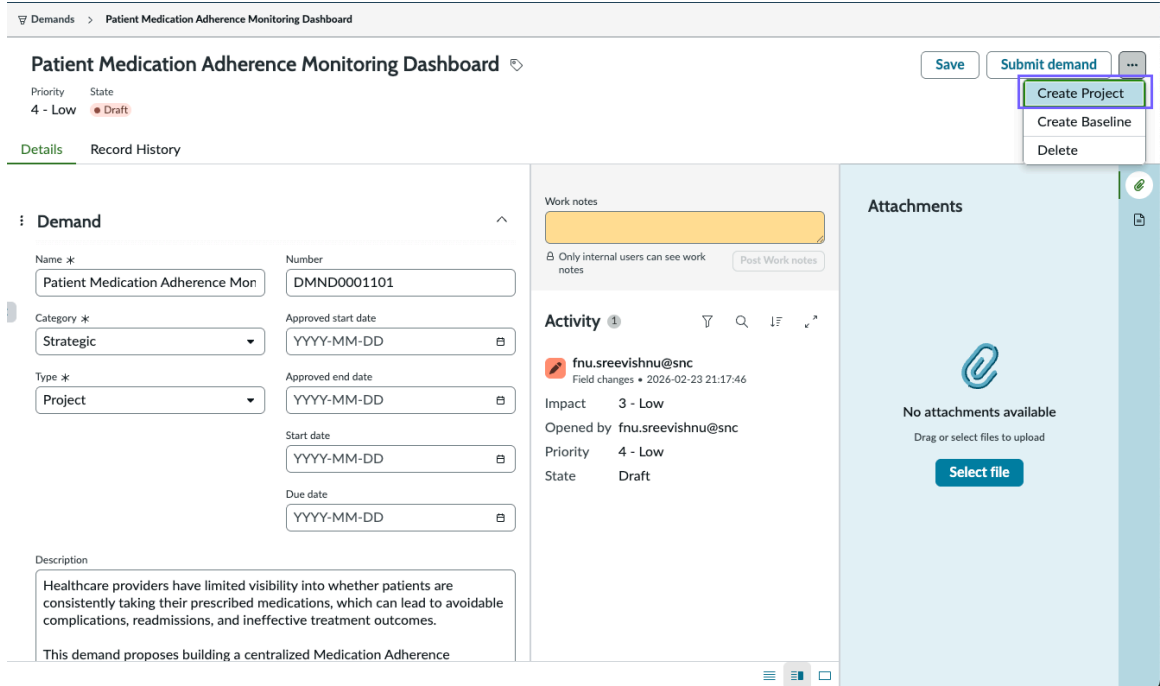 Demands > Patient Medication Adherence Monitoring Dashboard
Patient Medication Adherence Monitoring Dashboard
Save
Submit demand
...
Create Project
Create Baseline
Delete
Priority
State
4 - Low
Draft
Details
Record History
Demand
Name *
Patient Medication Adherence Mon
Number
DMND0001101
Category *
Strategic
Approved start date
YYYY-MM-DD
Type *
Project
Approved end date
YYYY-MM-DD
Start date
YYYY-MM-DD
Due date
YYYY-MM-DD
Description
Healthcare providers have limited visibility into whether patients are
consistently taking their prescribed medications, which can lead to avoidable
complications, readmissions, and ineffective treatment outcomes.
This demand proposes building a centralized Medication Adherence
Work notes
Only internal users can see work
notes
Post Work notes
Activity 1
fnu.sreevishnu@snc
Field changes • 2026-02-23 21:17:46
Impact 3 - Low
Opened by fnu.sreevishnu@snc
Priority 4 - Low
State Draft
Attachments
No attachments available
Drag or select files to upload
Select file